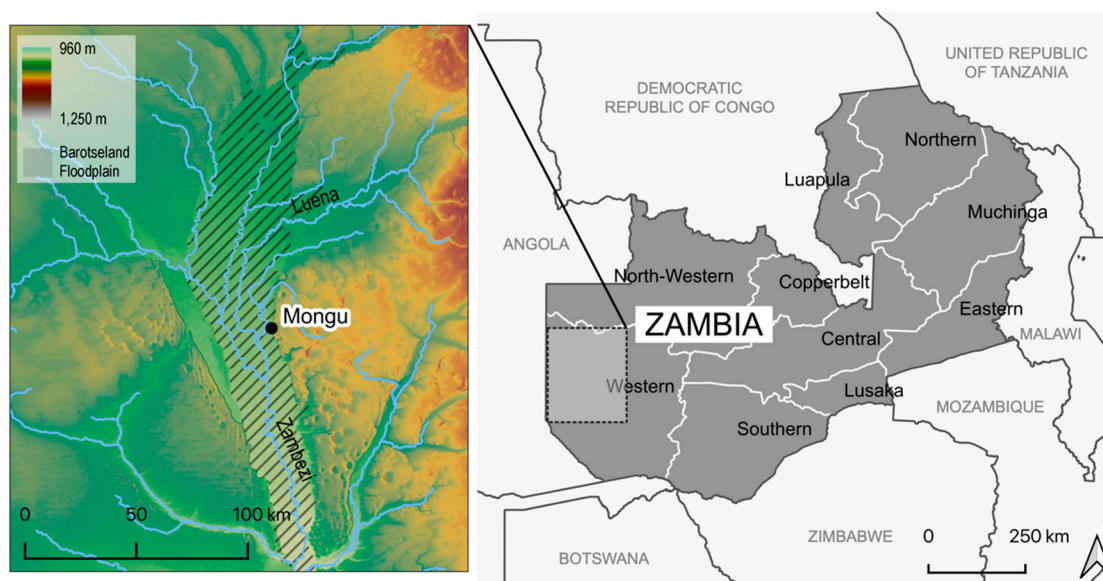 960 m
1,250 m
Barotseland
Floodplain
Luena
Mongu
Zambezi
0
50
100 km
UNITED REPUBLIC
OF TANZANIA
DEMOCRATIC
REPUBLIC OF CONGO
Northern
Luapula
Muchinga
ANGOLA
North-Western
Copperbelt
ZAMBIA
Eastern
Central
MALAWI
Western
Lusaka
MOZAMBIQUE
Southern
ZIMBABWE
BOTSWANA
0
250 km